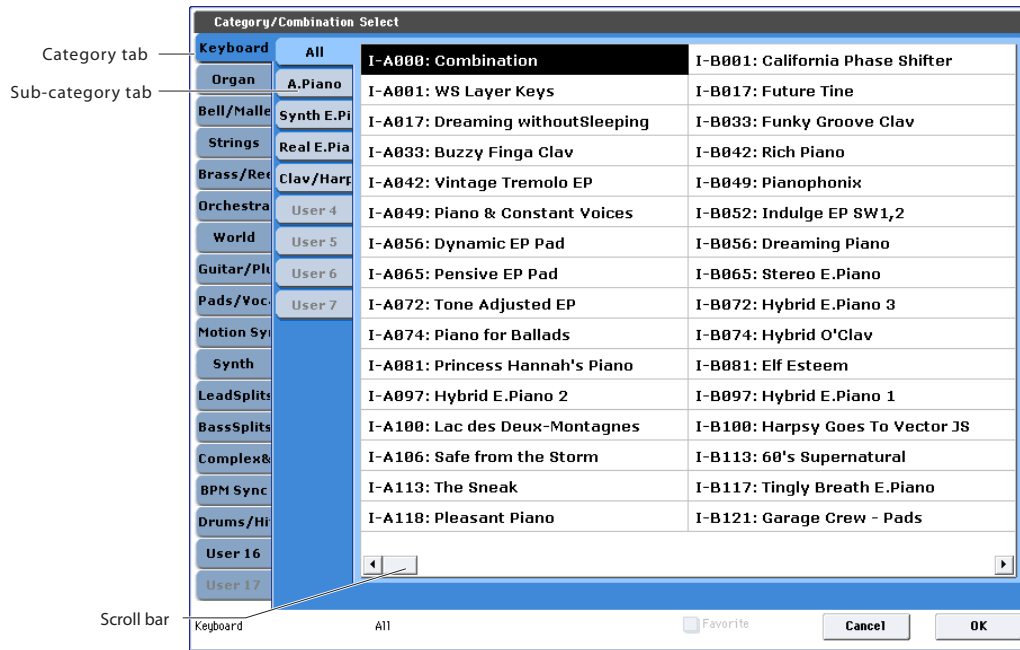 Category/Combination Select
Category tab
Sub-category tab
Scroll bar
Keyboard
Organ
Bell/Malle
Strings
Brass/Ree
Orchestra
World
Guitar/Plu
Pads/Voc.
Motion Syn
Synth
LeadSplits
BassSplits
Complex&
BPM Sync
Drums/Hi
User 16
User 17
All
A.Piano
Synth E.Pi
Real E.Pia
Clav/Harp
User 4
User 5
User 6
User 7
I-A000: Combination
I-A001: WS Layer Keys
I-A017: Dreaming withoutSleeping
I-A033: Buzzy Finga Clav
I-A042: Vintage Tremolo EP
I-A049: Piano & Constant Voices
I-A056: Dynamic EP Pad
I-A065: Pensive EP Pad
I-A072: Tone Adjusted EP
I-A074: Piano for Ballads
I-A081: Princess Hannah's Piano
I-A097: Hybrid E.Piano 2
I-A100: Lac des Deux-Montagnes
I-A106: Safe from the Storm
I-A113: The Sneak
I-A118: Pleasant Piano
I-B001: California Phase Shifter
I-B017: Future Tine
I-B033: Funky Groove Clav
I-B042: Rich Piano
I-B049: Pianophonix
I-B052: Indulge EP SW1,2
I-B056: Dreaming Piano
I-B065: Stereo E.Piano
I-B072: Hybrid E.Piano 3
I-B074: Hybrid O'Clav
I-B081: Elf Esteem
I-B097: Hybrid E.Piano 1
I-B100: Harpsy Goes To Vector JS
I-B113: 60's Supernatural
I-B117: Tingly Breath E.Piano
I-B121: Garage Crew - Pads
Keyboard
All
Favorite
Cancel
OK